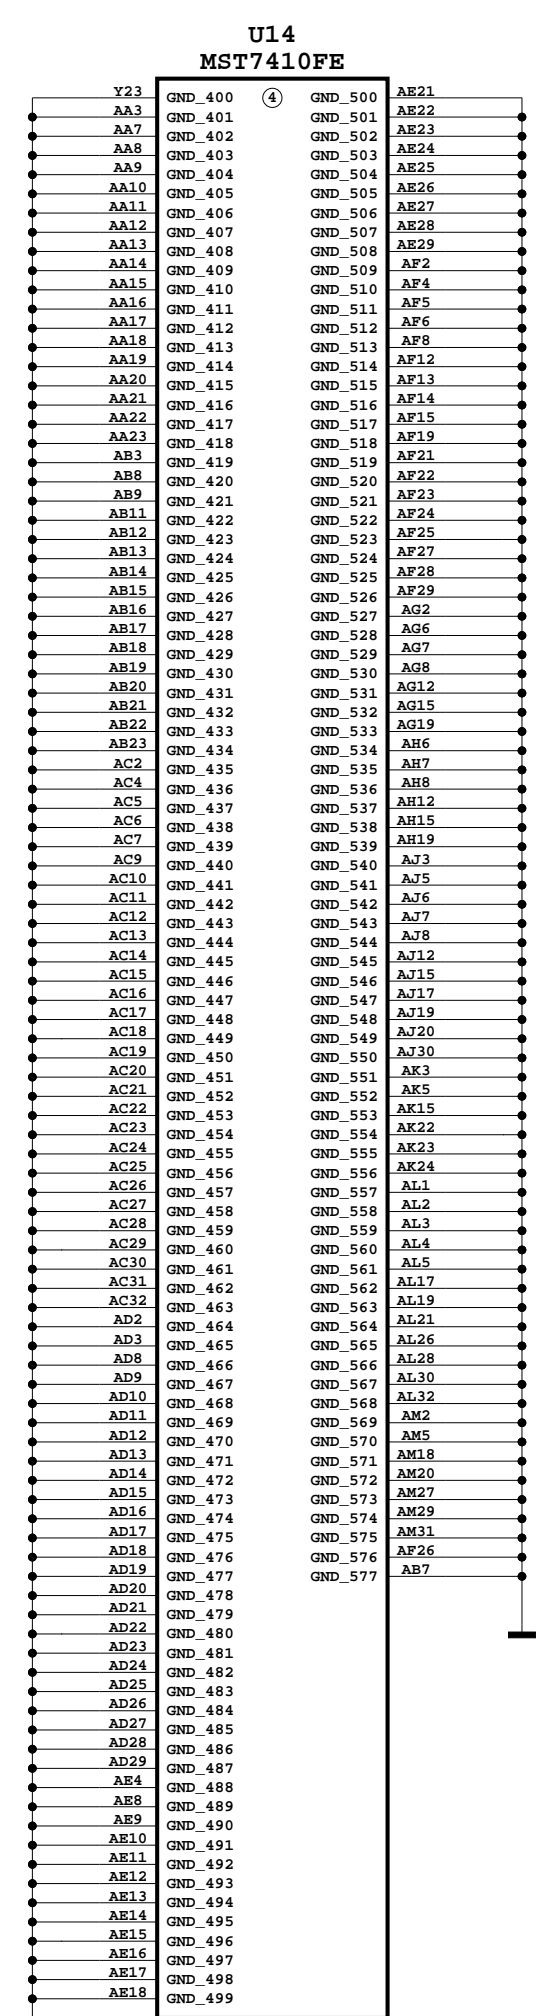 U14
MST7410FE
Y23 GND_400 4 GND_500 AE21
AA3 GND_401 GND_501 AE22
AA7 GND_402 GND_502 AE23
AA8 GND_403 GND_503 AE24
AA9 GND_404 GND_504 AE25
AA10 GND_405 GND_505 AE26
AA11 GND_406 GND_506 AE27
AA12 GND_407 GND_507 AE28
AA13 GND_408 GND_508 AE29
AA14 GND_409 GND_509 AF2
AA15 GND_410 GND_510 AF4
AA16 GND_411 GND_511 AF5
AA17 GND_412 GND_512 AF6
AA18 GND_413 GND_513 AF8
AA19 GND_414 GND_514 AF12
AA20 GND_415 GND_515 AF13
AA21 GND_416 GND_516 AF14
AA22 GND_417 GND_517 AF15
AA23 GND_418 GND_518 AF19
AB3 GND_419 GND_519 AF21
AB8 GND_420 GND_520 AF22
AB9 GND_421 GND_521 AF23
AB11 GND_422 GND_522 AF24
AB12 GND_423 GND_523 AF25
AB13 GND_424 GND_524 AF27
AB14 GND_425 GND_525 AF28
AB15 GND_426 GND_526 AF29
AB16 GND_427 GND_527 AG2
AB17 GND_428 GND_528 AG6
AB18 GND_429 GND_529 AG7
AB19 GND_430 GND_530 AG8
AB20 GND_431 GND_531 AG12
AB21 GND_432 GND_532 AG15
AB22 GND_433 GND_533 AG19
AB23 GND_434 GND_534 AH6
AC2 GND_435 GND_535 AH7
AC4 GND_436 GND_536 AH8
AC5 GND_437 GND_537 AH12
AC6 GND_438 GND_538 AH15
AC7 GND_439 GND_539 AH19
AC9 GND_440 GND_540 AJ3
AC10 GND_441 GND_541 AJ5
AC11 GND_442 GND_542 AJ6
AC12 GND_443 GND_543 AJ7
AC13 GND_444 GND_544 AJ8
AC14 GND_445 GND_545 AJ12
AC15 GND_446 GND_546 AJ15
AC16 GND_447 GND_547 AJ17
AC17 GND_448 GND_548 AJ19
AC18 GND_449 GND_549 AJ20
AC19 GND_450 GND_550 AJ30
AC20 GND_451 GND_551 AK3
AC21 GND_452 GND_552 AK5
AC22 GND_453 GND_553 AK15
AC23 GND_454 GND_554 AK22
AC24 GND_455 GND_555 AK23
AC25 GND_456 GND_556 AK24
AC26 GND_457 GND_557 AL1
AC27 GND_458 GND_558 AL2
AC28 GND_459 GND_559 AL3
AC29 GND_460 GND_560 AL4
AC30 GND_461 GND_561 AL5
AC31 GND_462 GND_562 AL17
AC32 GND_463 GND_563 AL19
AD2 GND_464 GND_564 AL21
AD3 GND_465 GND_565 AL26
AD8 GND_466 GND_566 AL28
AD9 GND_467 GND_567 AL30
AD10 GND_468 GND_568 AL32
AD11 GND_469 GND_569 AM2
AD12 GND_470 GND_570 AM5
AD13 GND_471 GND_571 AM18
AD14 GND_472 GND_572 AM20
AD15 GND_473 GND_573 AM27
AD16 GND_474 GND_574 AM29
AD17 GND_475 GND_575 AM31
AD18 GND_476 GND_576 AF26
AD19 GND_477 GND_577 AB7
AD20 GND_478
AD21 GND_479
AD22 GND_480
AD23 GND_481
AD24 GND_482
AD25 GND_483
AD26 GND_484
AD27 GND_485
AD28 GND_486
AD29 GND_487
AE4 GND_488
AE8 GND_489
AE9 GND_490
AE10 GND_491
AE11 GND_492
AE12 GND_493
AE13 GND_494
AE14 GND_495
AE15 GND_496
AE16 GND_497
AE17 GND_498
AE18 GND_499